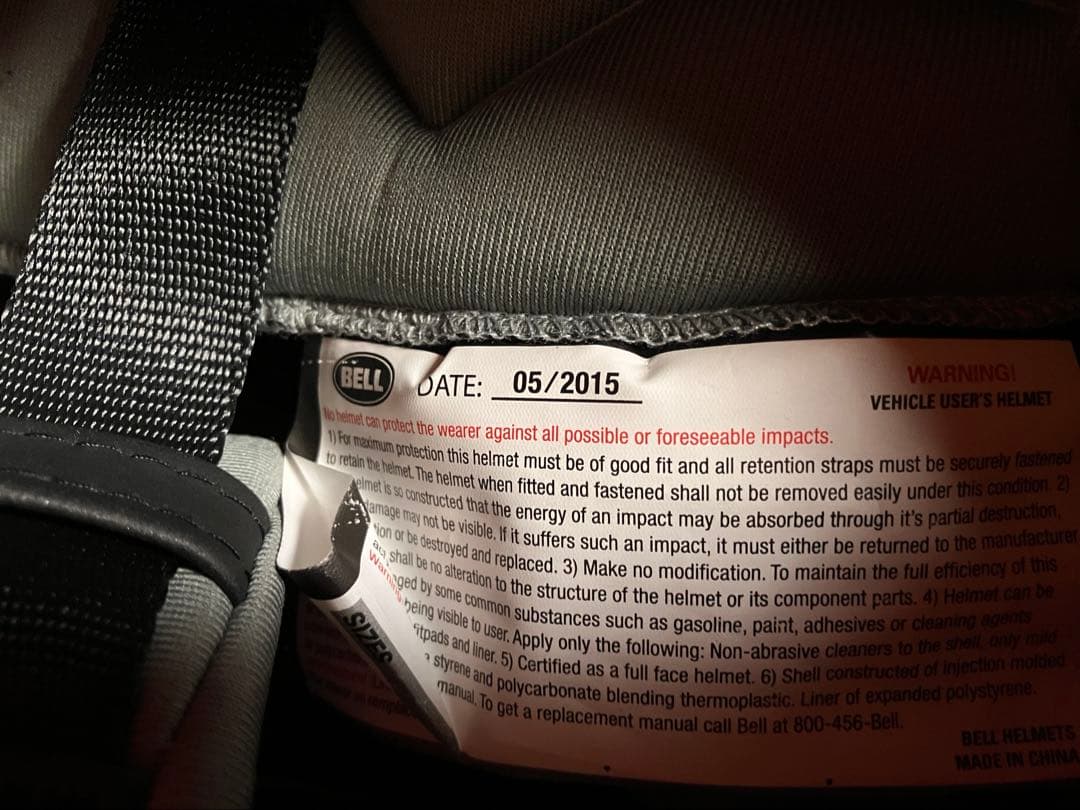 BELL DATE: 05/2015
WARNING!
VEHICLE USER'S HELMET
No helmet can protect the wearer against all possible or foreseeable impacts.
1) For maximum protection this helmet must be of good fit and all retention straps must be securely fastened
to retain the helmet. The helmet when fitted and fastened shall not be removed easily under this condition. 2)
elmet is so constructed that the energy of an impact may be absorbed through it's partial destruction,
damage may not be visible. If it suffers such an impact, it must either be returned to the manufacturer
tion or be destroyed and replaced. 3) Make no modification. To maintain the full efficiency of this
shall be no alteration to the structure of the helmet or its component parts. 4) Helmet can be
aged by some common substances such as gasoline, paint, adhesives or cleaning agents
being visible to user. Apply only the following: Non-abrasive cleaners to the shell, only mild
fitpads and liner. 5) Certified as a full face helmet. 6) Shell constructed of injection molded
styrene and polycarbonate blending thermoplastic. Liner of expanded polystyrene.
manual. To get a replacement manual call Bell at 800-456-Bell.
Warning
SIZES
BELL HELMETS
MADE IN CHINA